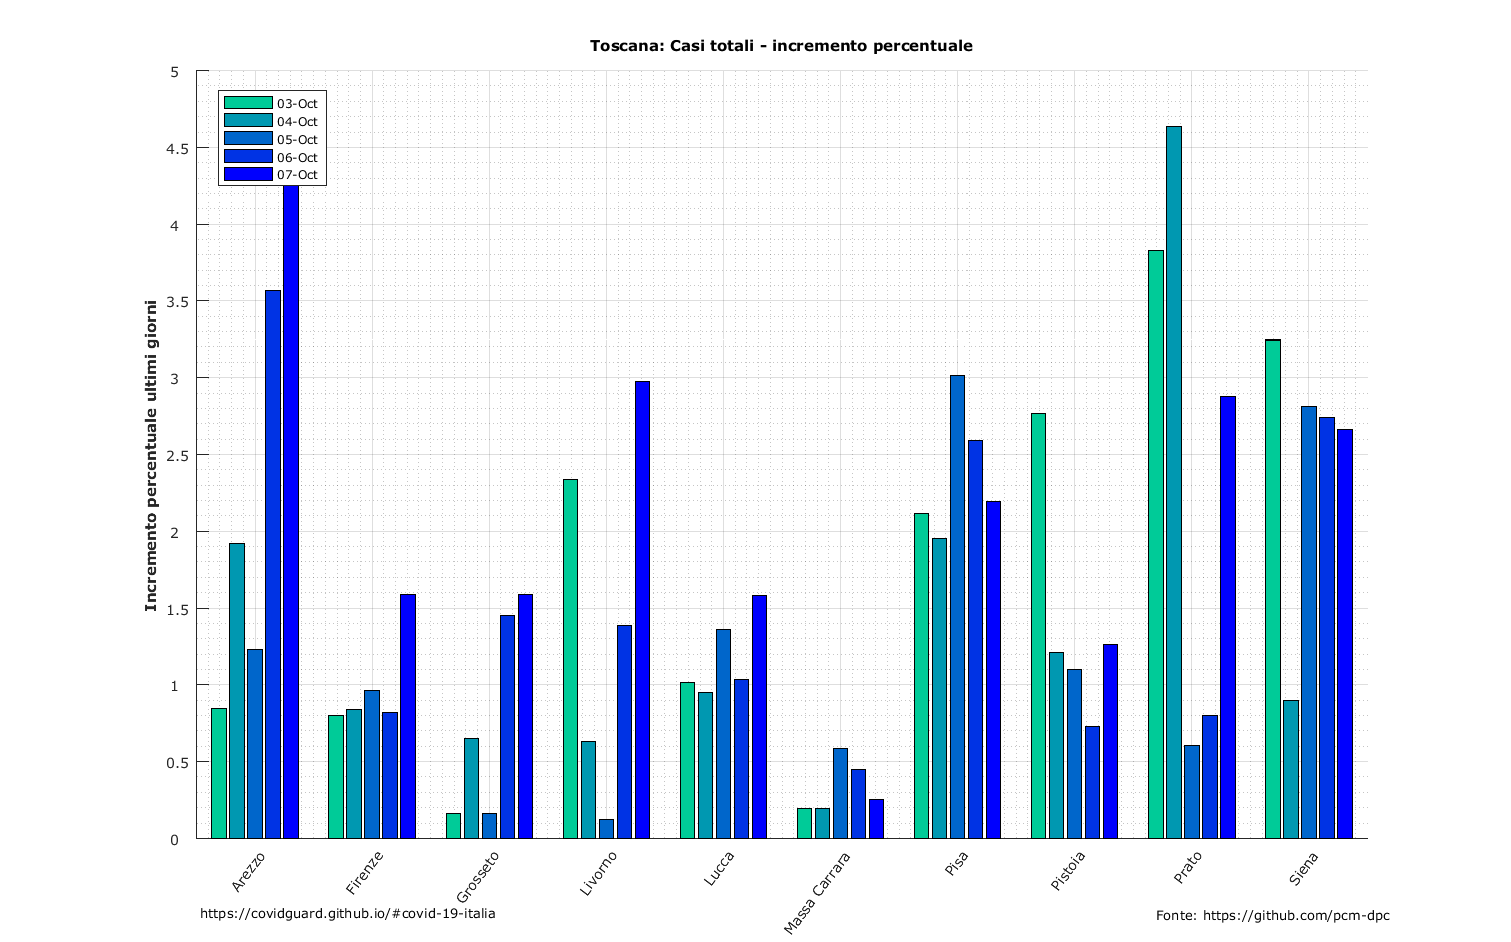 Toscana: Casi totali - incremento percentuale
Incremento percentuale ultimi giorni
5
4.5
4
3.5
3
2.5
2
1.5
1
0.5
0
03-Oct
04-Oct
05-Oct
06-Oct
07-Oct
Arezzo
Firenze
Grosseto
Livorno
Lucca
Massa Carrara
Pisa
Pistoia
Prato
Siena
https://covidguard.github.io/#covid-19-italia
Fonte: https://github.com/pcm-dpc